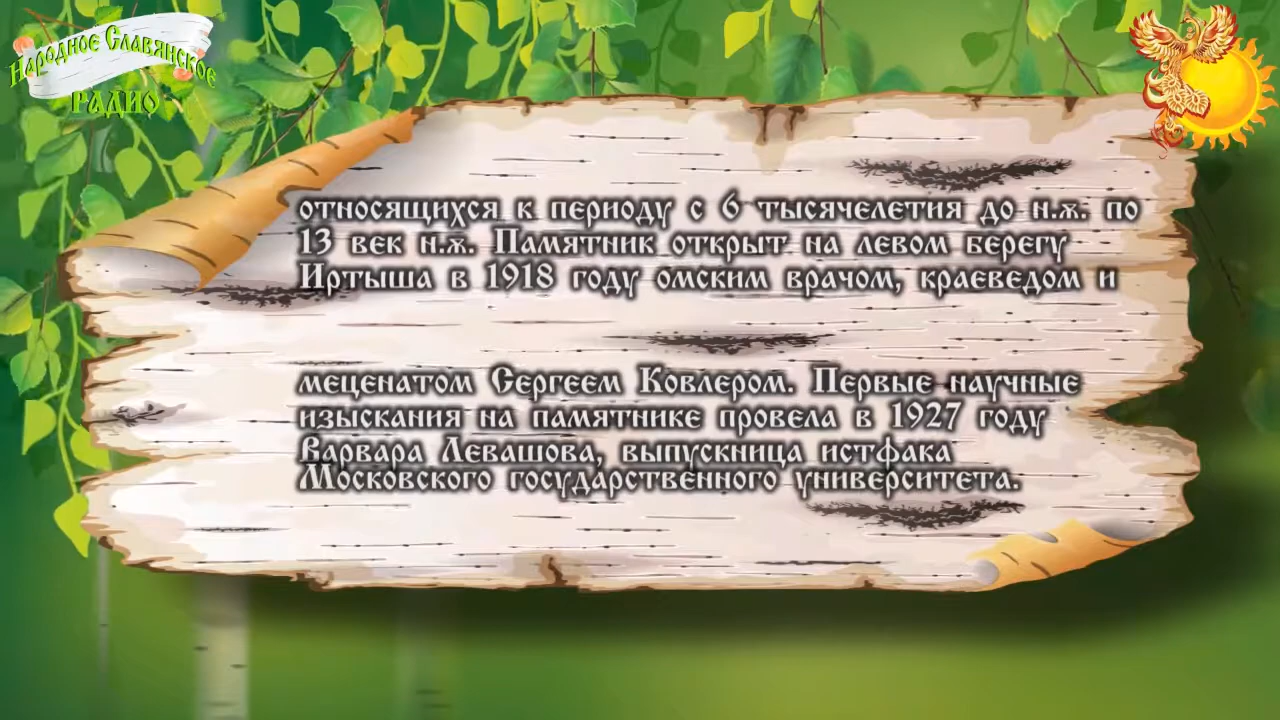 Народное Славянское
РАДИО
относящихся к периоду с 6 тысячелетия до н.ѫ. по
13 век н.ѫ. Памятник открыт на левом берегу
Иртыша в 1918 году омским врачом, краеведом и
меценатом Сергеем Ковлером. Первые научные
изыскания на памятнике провела в 1927 году
Варвара Левашова, выпускница истфака
Московского государственного университета.